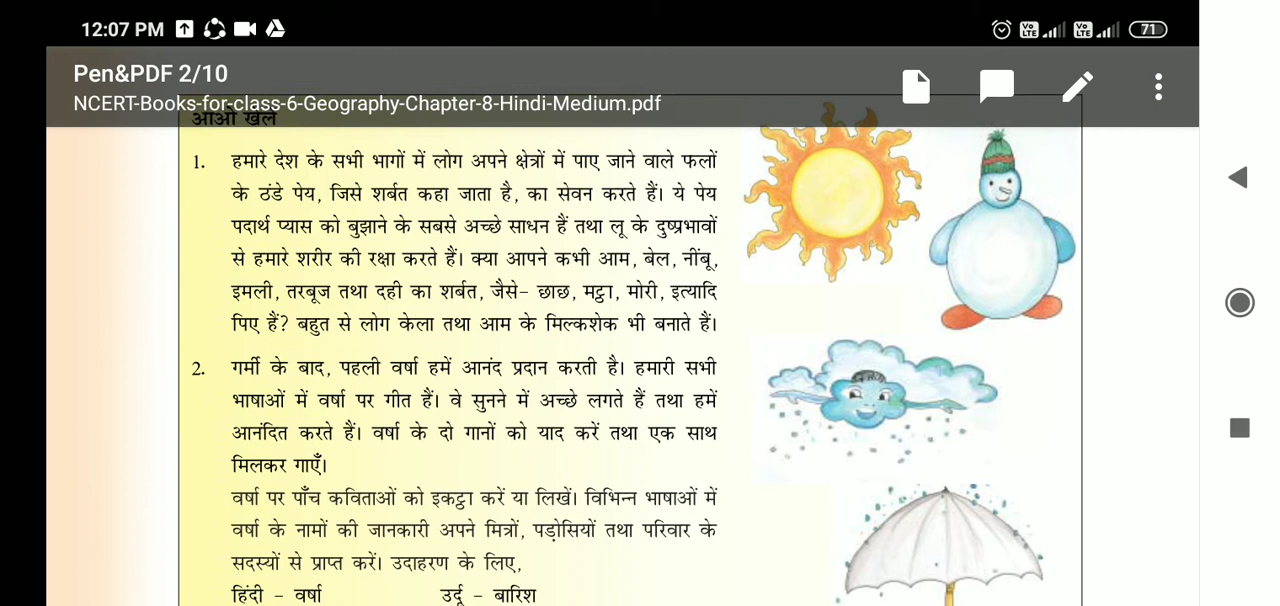 12:07 PM
Vo LTE Vo LTE 71
Pen&PDF 2/10
NCERT-Books-for-class-6-Geography-Chapter-8-Hindi-Medium.pdf
आओ खेलें
1. हमारे देश के सभी भागों में लोग अपने क्षेत्रों में पाए जाने वाले फलों
के ठंडे पेय, जिसे शर्बत कहा जाता है, का सेवन करते हैं। ये पेय
पदार्थ प्यास को बुझाने के सबसे अच्छे साधन हैं तथा लू के दुष्प्रभावों
से हमारे शरीर की रक्षा करते हैं। क्या आपने कभी आम, बेल, नींबू,
इमली, तरबूज तथा दही का शर्बत, जैसे- छाछ, मट्ठा, मोरी, इत्यादि
पिए हैं? बहुत से लोग केला तथा आम के मिल्कशेक भी बनाते हैं।
2. गर्मी के बाद, पहली वर्षा हमें आनंद प्रदान करती है। हमारी सभी
भाषाओं में वर्षा पर गीत हैं। वे सुनने में अच्छे लगते हैं तथा हमें
आनंदित करते हैं। वर्षा के दो गानों को याद करें तथा एक साथ
मिलकर गाएँ।
वर्षा पर पाँच कविताओं को इकट्ठा करें या लिखें। विभिन्न भाषाओं में
वर्षा के नामों की जानकारी अपने मित्रों, पड़ोसियों तथा परिवार के
सदस्यों से प्राप्त करें। उदाहरण के लिए,
हिंदी – वर्षा उर्दू – बारिश